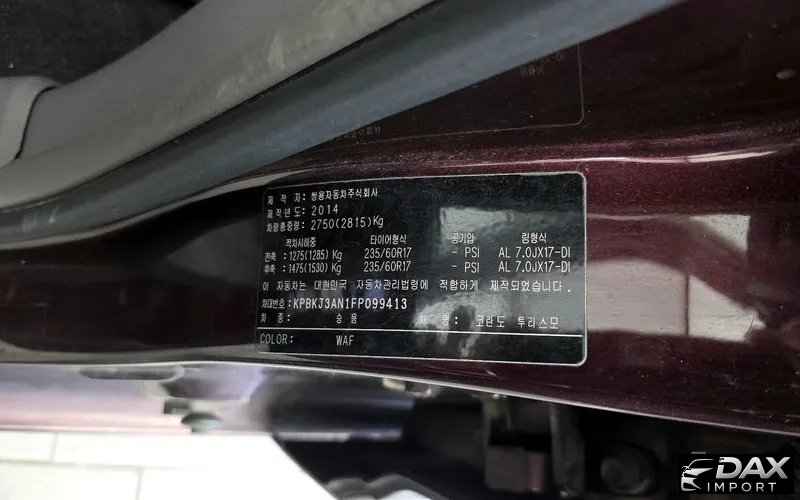 제 작 자: 쌍용자동차주식회사
제작년도: 2014
차량총중량: 2750(2815)Kg
적차시하중 타이어형식 공기압 림형식
전축: 1275(1285) Kg 235/60R17 - PSI AL 7.0JX17-DI
후축: 1475(1530) Kg 235/60R17 - PSI AL 7.0JX17-DI
이 자동차는 대한민국 자동차관리법령에 적합하게 제작되었습니다.
차대번호: KPBKJ3AN1FP099413
차 종: 승 용 차 명: 코란도 투리스모
COLOR: WAF
DAX
IMPORT